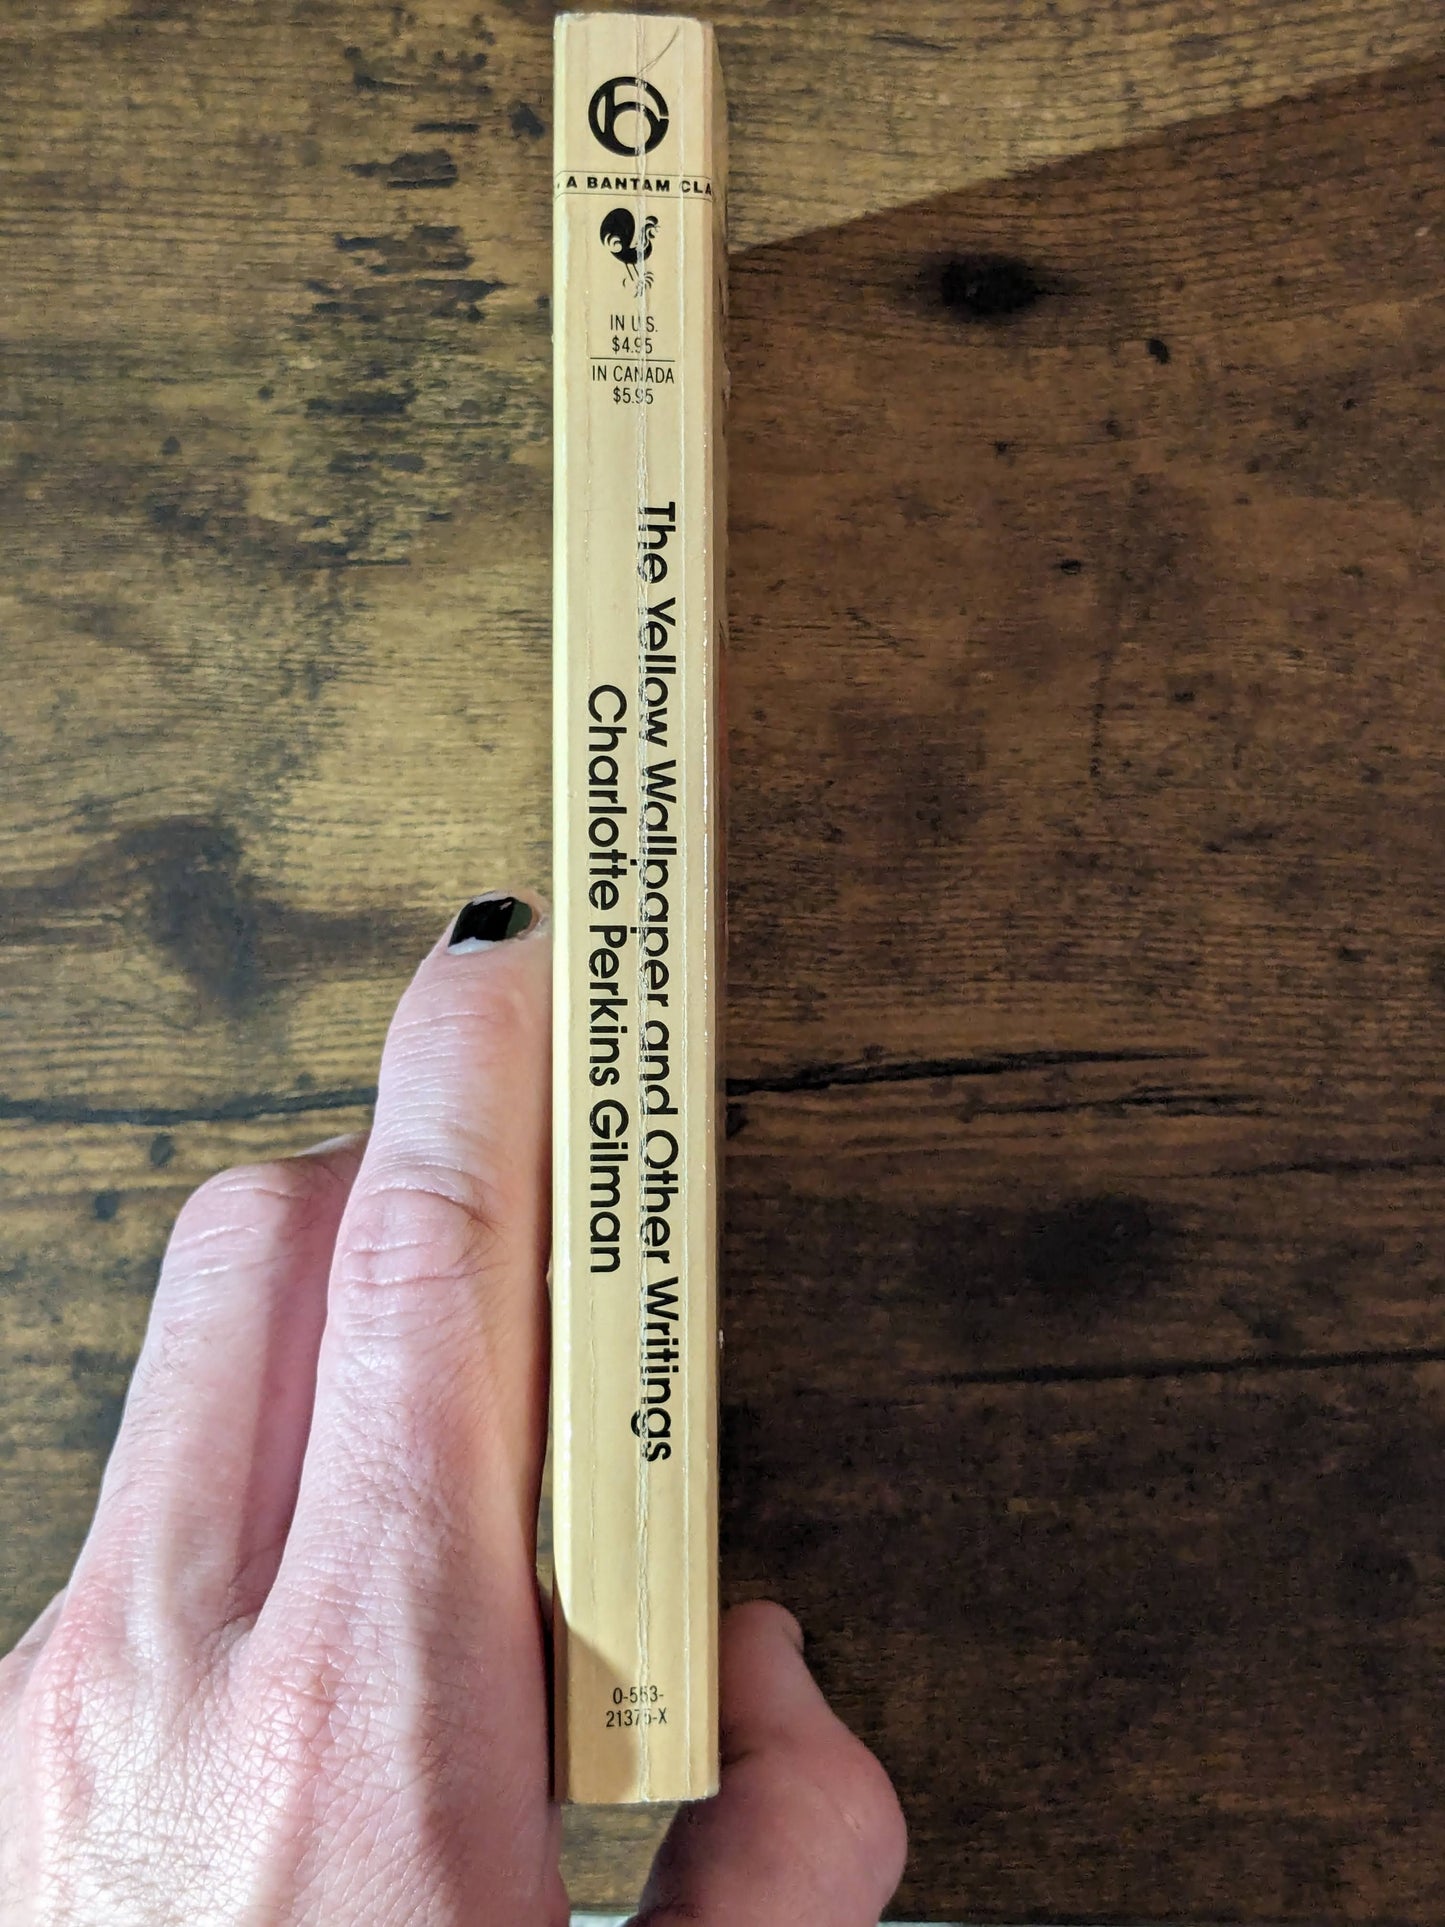 A BANTAM CLA
IN U.S.
$4.95
IN CANADA
$5.95
The Yellow Wallpaper and Other Writings
Charlotte Perkins Gilman
0-553-
21375-X